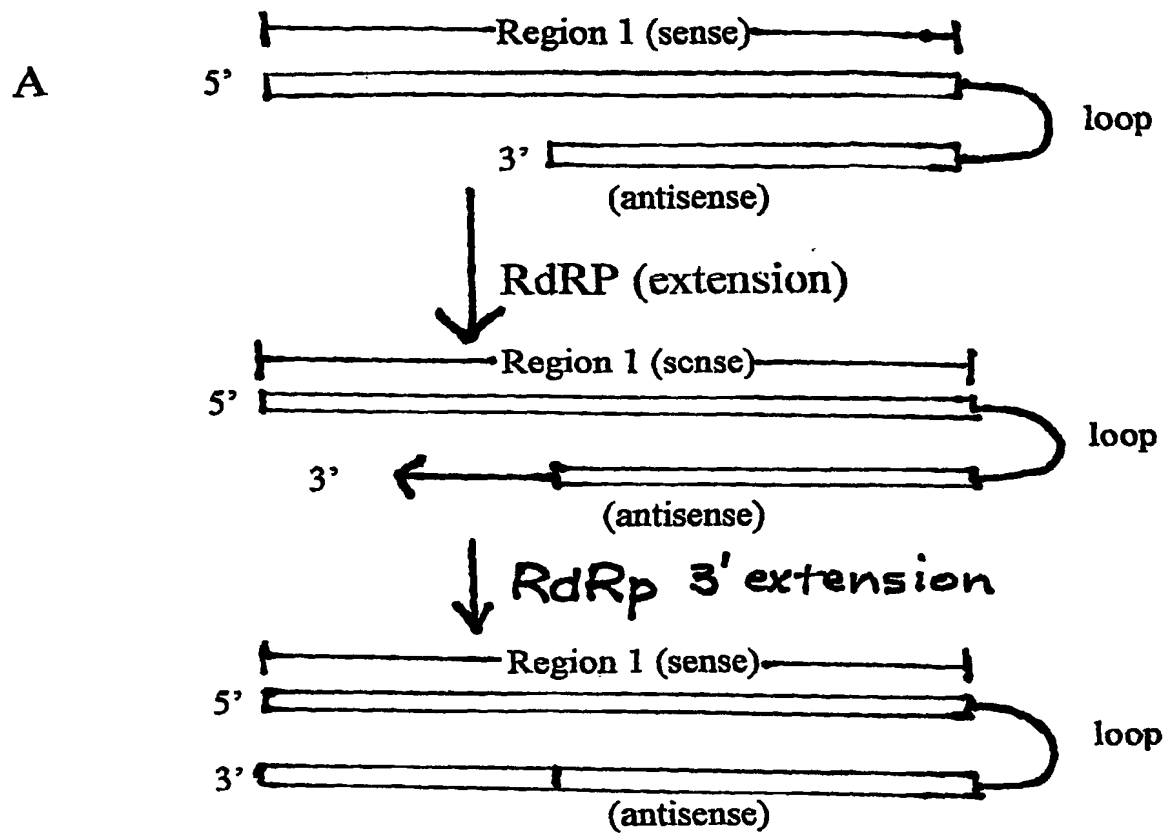 Region 1 (sense)
A
5'
loop
3'
(antisense)
RdRP (extension)
Region 1 (sense)
5'
loop
3'
(antisense)
RdRp 3' extension
Region 1 (sense)
5'
loop
3'
(antisense)